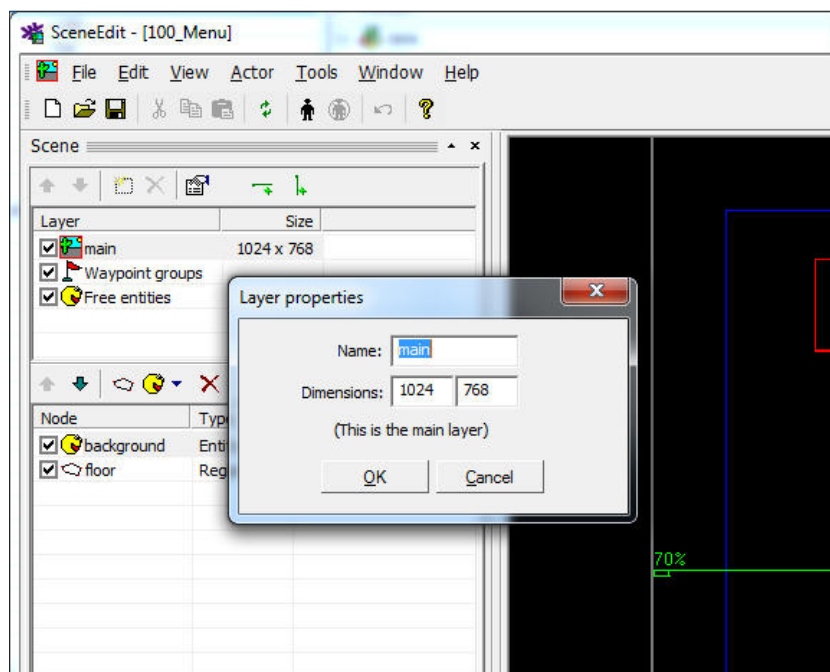 SceneEdit - [100_Menu]
File Edit View Actor Tools Window Help
Scene
Layer Size
main 1024 x 768
Waypoint groups
Free entities
Layer properties
Name: main
Dimensions: 1024 768
(This is the main layer)
OK Cancel
Node Type
background
floor
70%